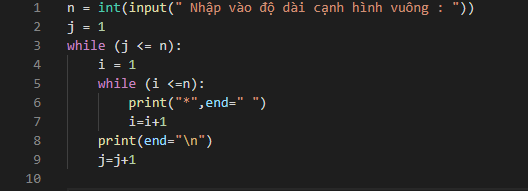 1 n = int(input(" Nhập vào độ dài cạnh hình vuông : "))
2 j = 1
3 while (j <= n):
4     i = 1
5     while (i <=n):
6         print("*",end=" ")
7         i=i+1
8     print(end="\n")
9     j=j+1
10